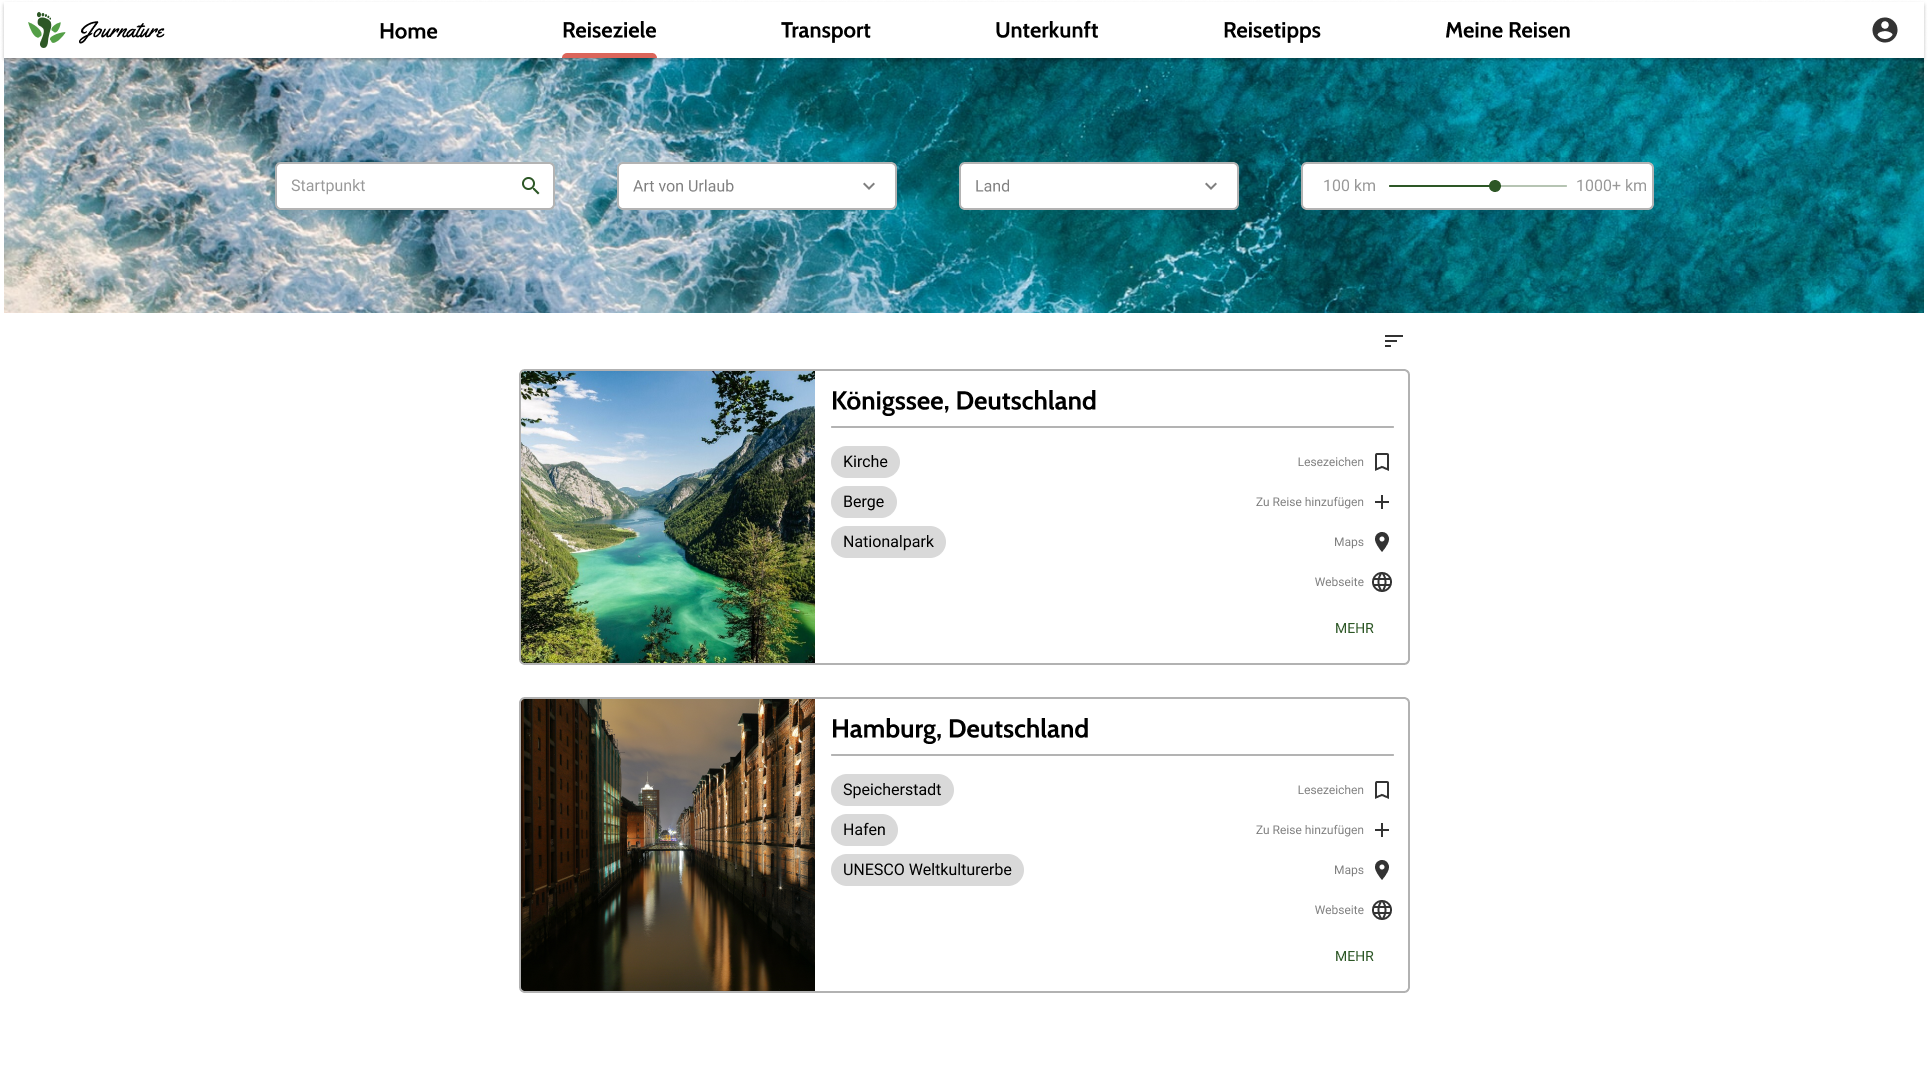 Journature
Home
Reiseziele
Transport
Unterkunft
Reisetipps
Meine Reisen
Startpunkt
Art von Urlaub
Land
100 km
1000+ km
Königssee, Deutschland
Kirche
Lesezeichen
Berge
Zu Reise hinzufügen
Nationalpark
Maps
Webseite
MEHR
Hamburg, Deutschland
Speicherstadt
Lesezeichen
Hafen
Zu Reise hinzufügen
UNESCO Weltkulturerbe
Maps
Webseite
MEHR